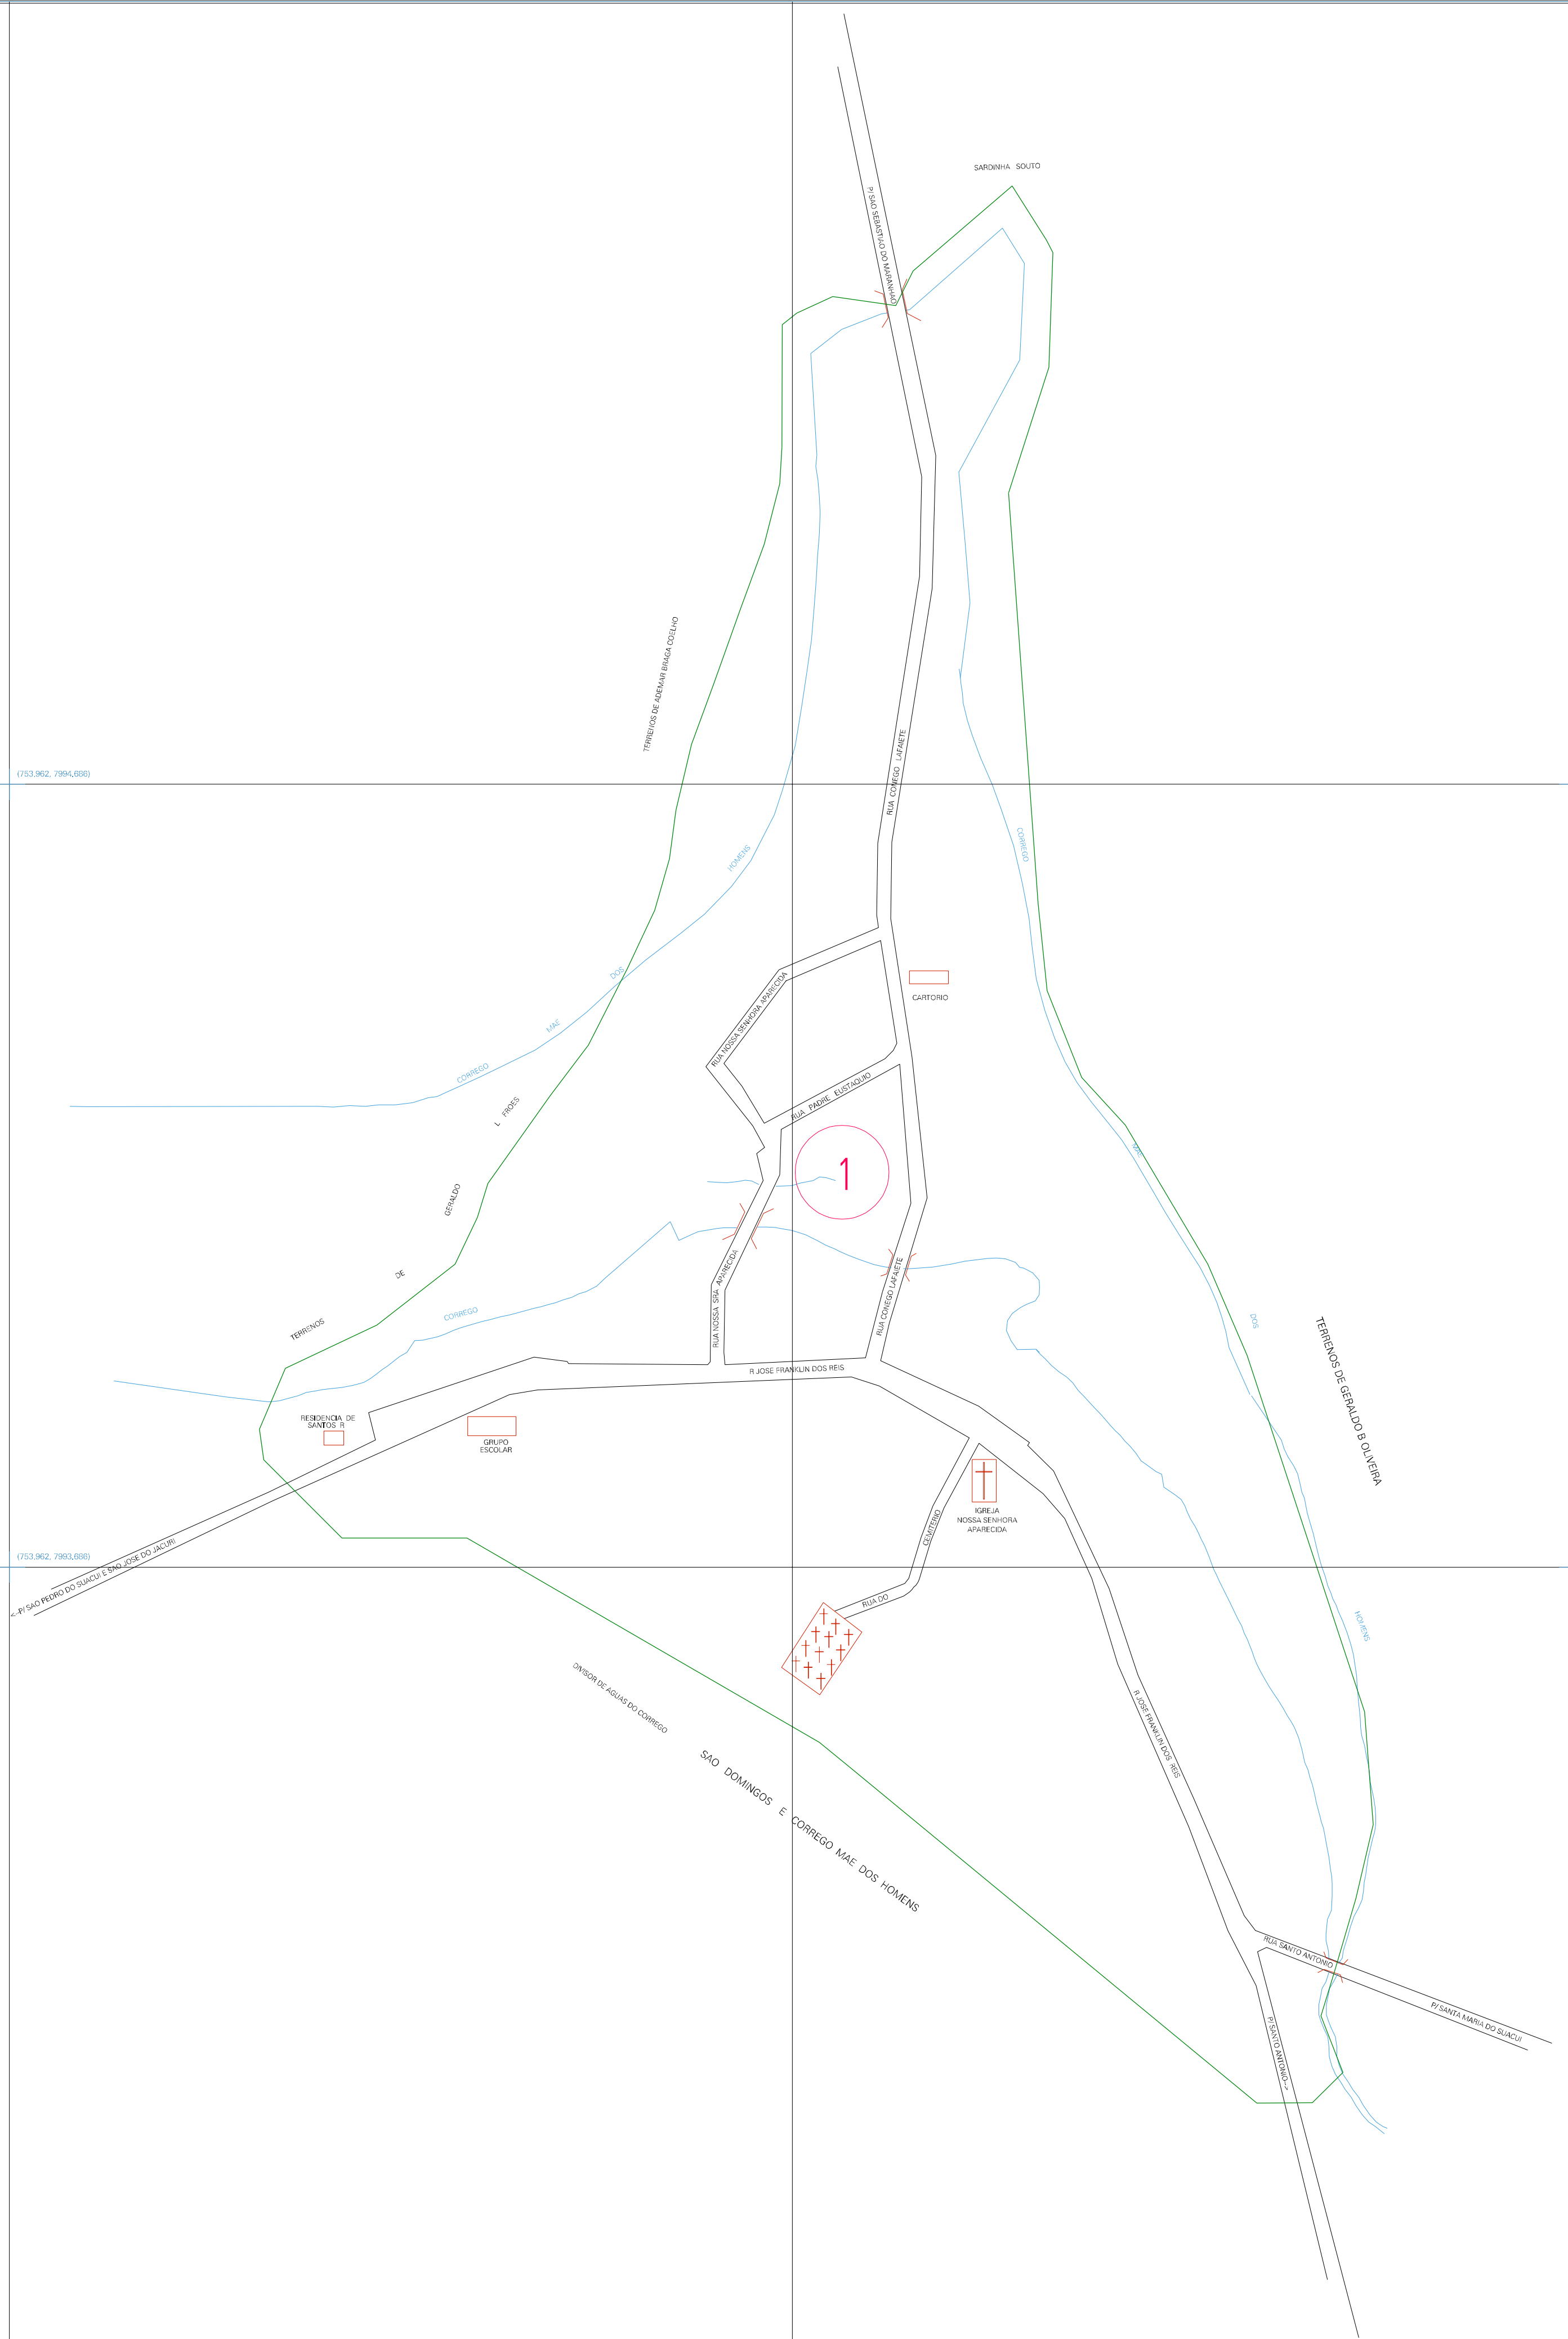 SARDINHA SOUTO
P/ SAO SEBASTIAO DO MARANHAO
TERRENOS DE ADEMAR BRAGA COELHO
RUA CONEGO LAFAIETE
(753,962, 7994,688)
CORREGO
HOMENS
DOS
MAE
CORREGO
RUA NOSSA SENHORA APARECIDA
CARTORIO
RUA PADRE EUSTAQUIO
L FROES
GERALDO
DE
TERRENOS
1
MAE
CORREGO
RUA NOSSA SRA APARECIDA
RUA CONEGO LAFAIETE
DOS
TERRENOS DE GERALDO B OLIVEIRA
R JOSE FRANKLIN DOS REIS
RESIDENCIA DE
SANTOS R
GRUPO
ESCOLAR
IGREJA
NOSSA SENHORA
APARECIDA
CEMITERIO
RUA DO
(753,962, 7993,688)
<--P/ SAO PEDRO DO SUACUI E SAO JOSE DO JACURI
HOMENS
DIVISOR DE AGUAS DO CORREGO
SAO DOMINGOS E CORREGO MAE DOS HOMENS
R JOSE FRANKLIN DOS REIS
RUA SANTO ANTONIO
P/ SANTA MARIA DO SUACUI
P/ SANTO ANTONIO-->